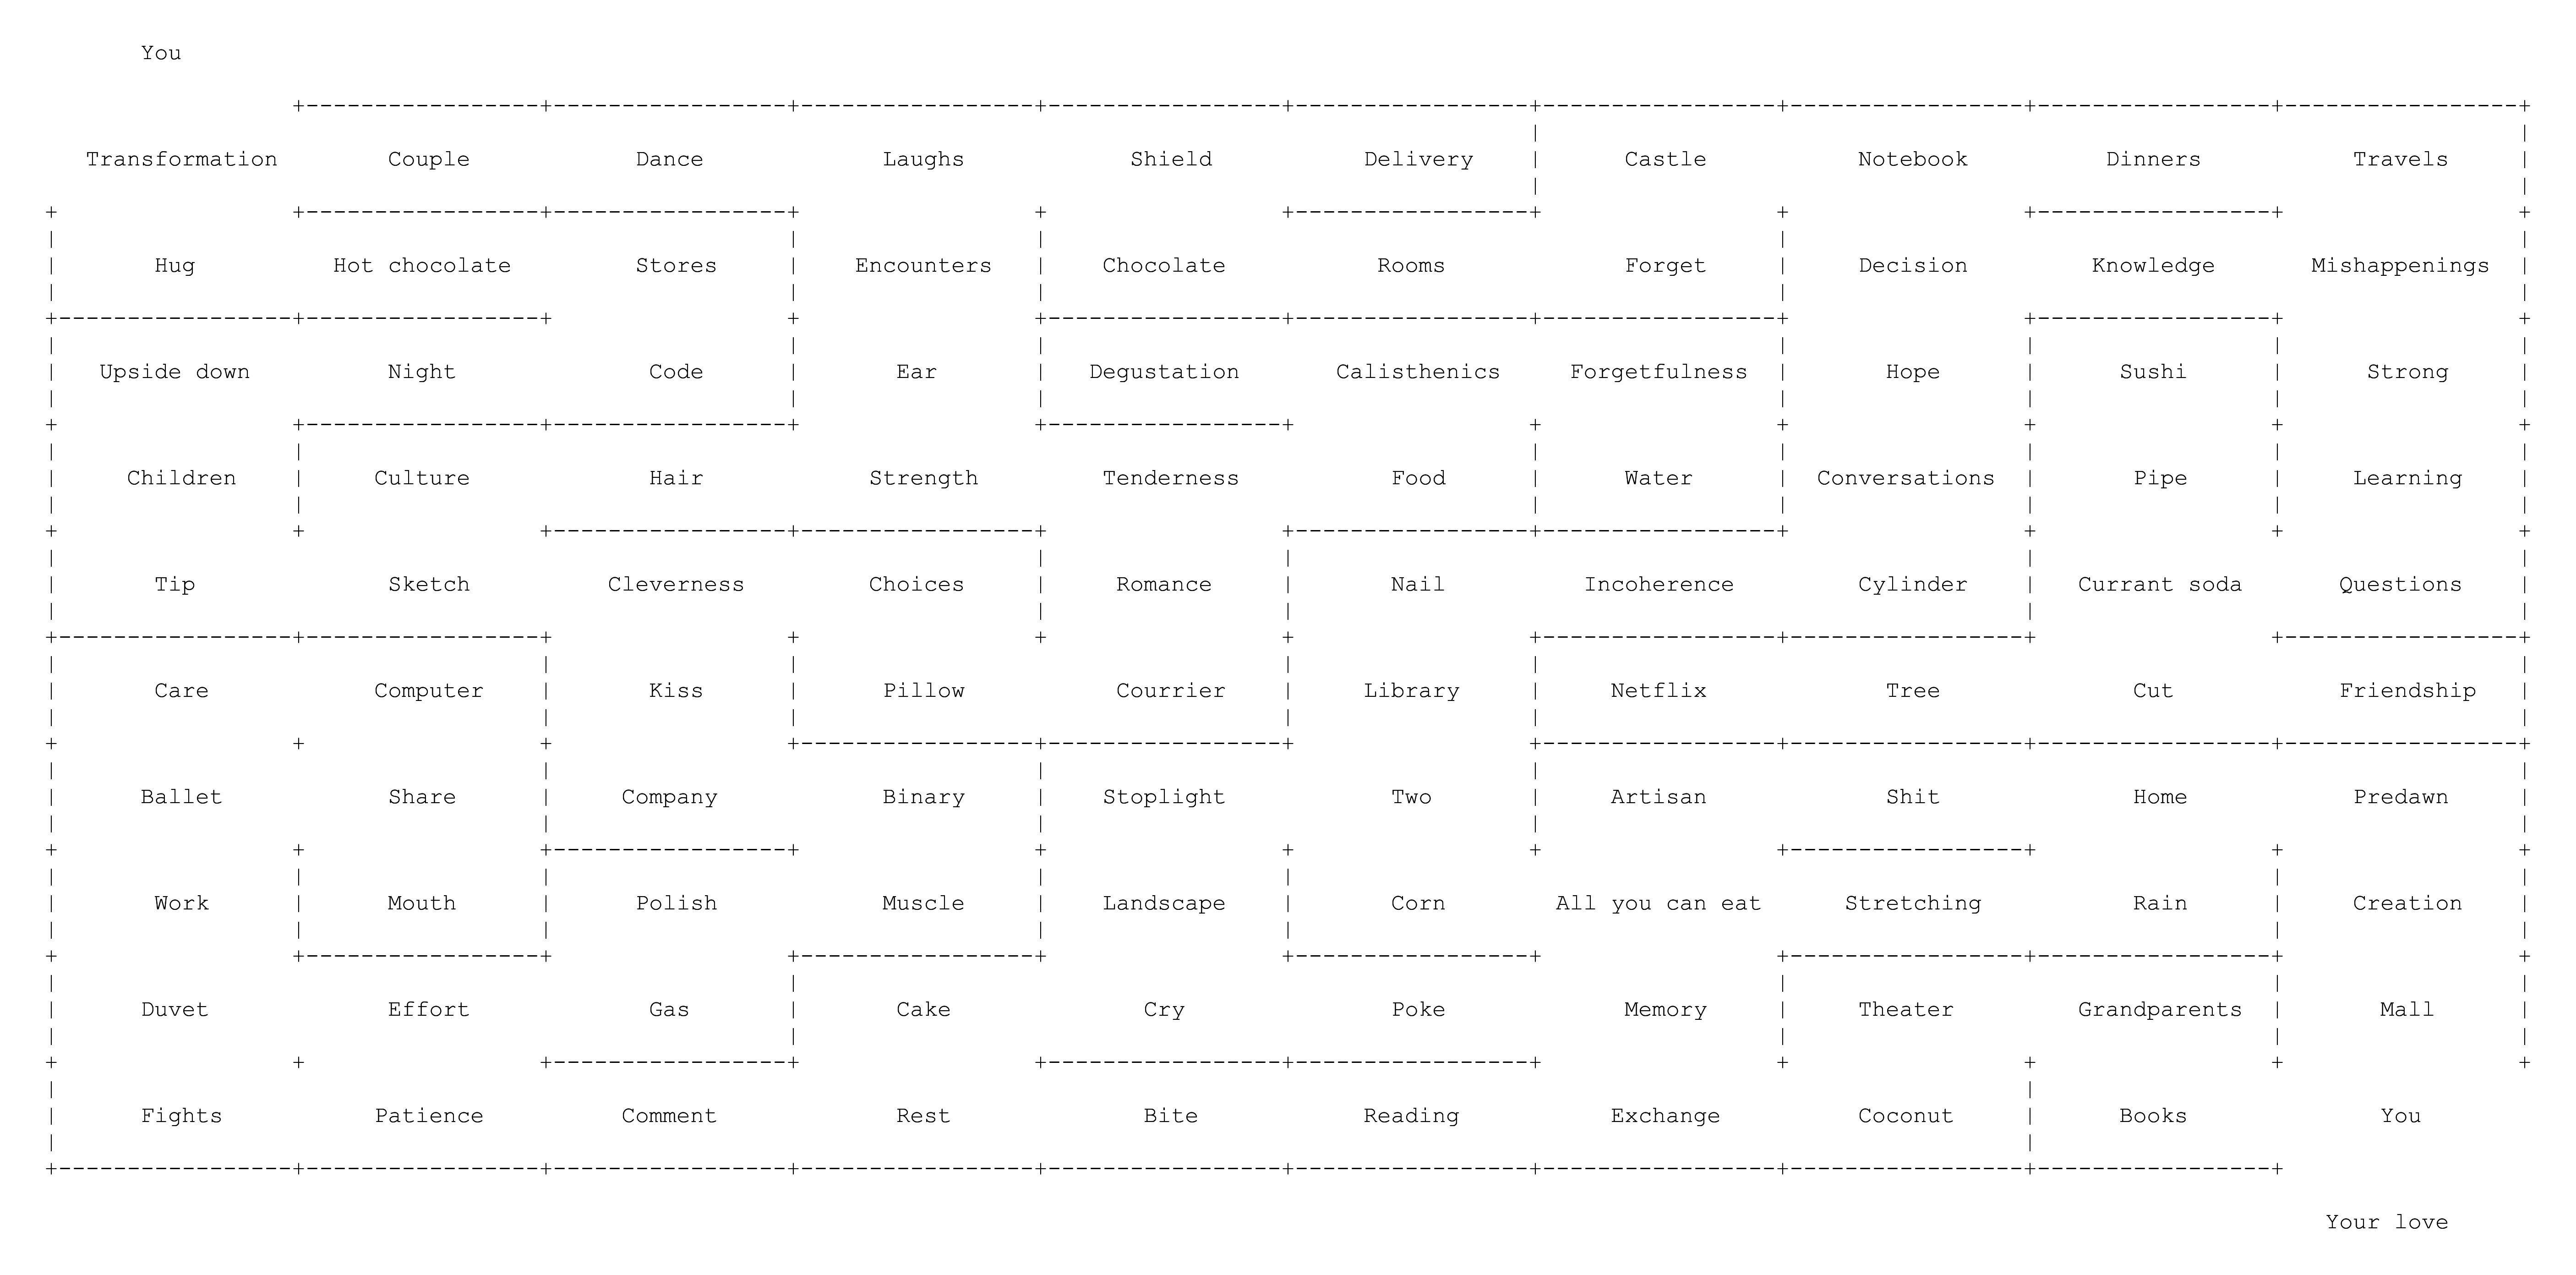 You
Transformation Couple Dance Laughs Shield Delivery Castle Notebook Dinners Travels
Hug Hot chocolate Stores Encounters Chocolate Rooms Forget Decision Knowledge Mishappenings
Upside down Night Code Ear Degustation Calisthenics Forgetfulness Hope Sushi Strong
Children Culture Hair Strength Tenderness Food Water Conversations Pipe Learning
Tip Sketch Cleverness Choices Romance Nail Incoherence Cylinder Currant soda Questions
Care Computer Kiss Pillow Courrier Library Netflix Tree Cut Friendship
Ballet Share Company Binary Stoplight Two Artisan Shit Home Predawn
Work Mouth Polish Muscle Landscape Corn All you can eat Stretching Rain Creation
Duvet Effort Gas Cake Cry Poke Memory Theater Grandparents Mall
Fights Patience Comment Rest Bite Reading Exchange Coconut Books You
Your love